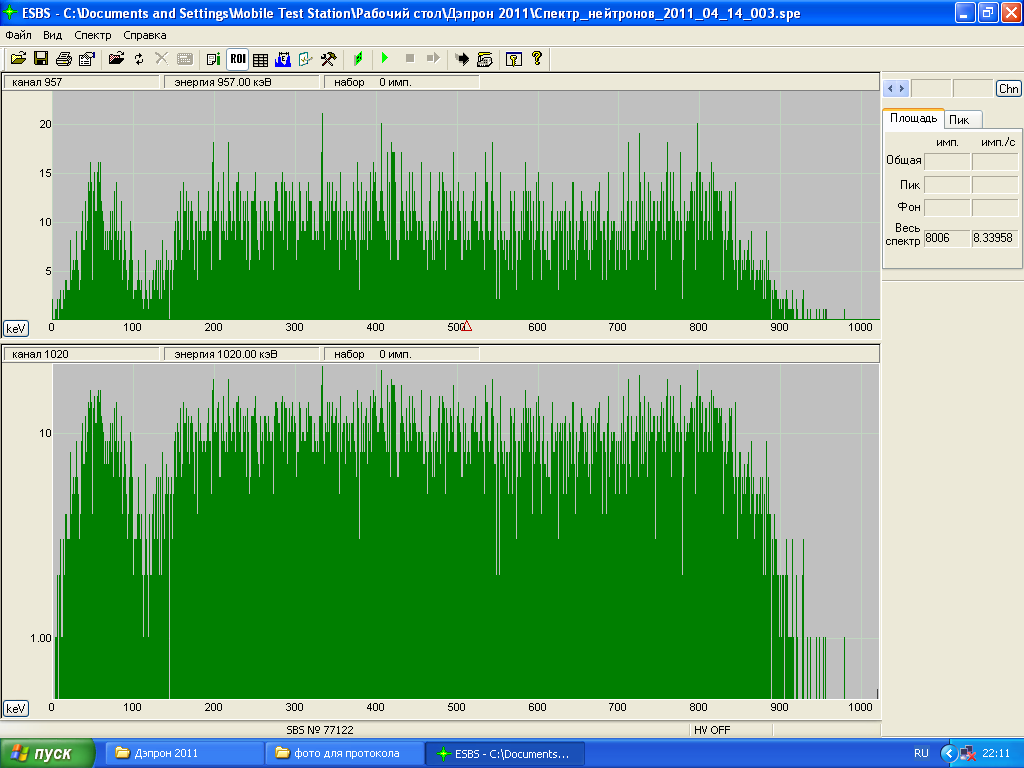 ESBS - C:\Documents and Settings\Mobile Test Station\Рабочий стол\Дэпрон 2011\Спектр_нейтронов_2011_04_14_003.spe
Файл Вид Спектр Справка
ROI
канал 957 энергия 957.00 кэВ набор 0 имп.
Chn
20
15
10
5
keV 0 100 200 300 400 500 600 700 800 900 1000
Площадь Пик
имп. имп./с
Общая
Пик
Фон
Весь спектр 8006 8.33958
канал 1020 энергия 1020.00 кэВ набор 0 имп.
10
1.00
keV 0 100 200 300 400 500 600 700 800 900 1000
SBS № 77122 HV OFF
пуск Дэпрон 2011 фото для протокола ESBS - C:\Documents... RU 22:11